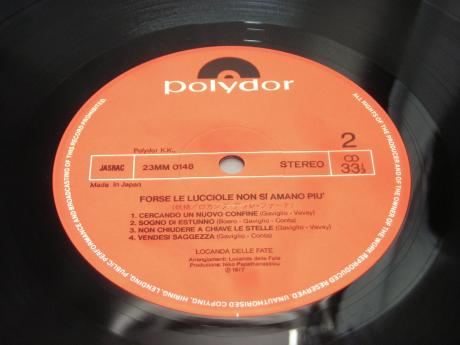 polydor
Polydor K.K.,
JASRAC
23MM 0148
Made in Japan
STEREO
2
33⅓
FORSE LE LUCCIOLE NON SI AMANO PIU'
1. CERCANDO UN NUOVO CONFINE (Gaviglio - Vevey)
2. SOGNO DI ESTUNNO (Boero - Gaviglio - Conta)
3. NON CHIUDERE A CHIAVE LE STELLE (Gaviglio - Vevey)
4. VENDESI SAGGEZZA (Gaviglio - Conta)
LOCANDA DELLE FATE
Arrangiamenti: Locanda delle Fate
Produzione: Niko Papathanassiou
℗ 1977
ALL RIGHTS OF THE PRODUCER AND OF THE OWNER OF THE WORK REPRODUCED RESERVED. UNAUTHORISED COPYING, HIRING, LENDING, PUBLIC PERFORMANCE AND BROADCASTING OF THIS RECORD PROHIBITED.